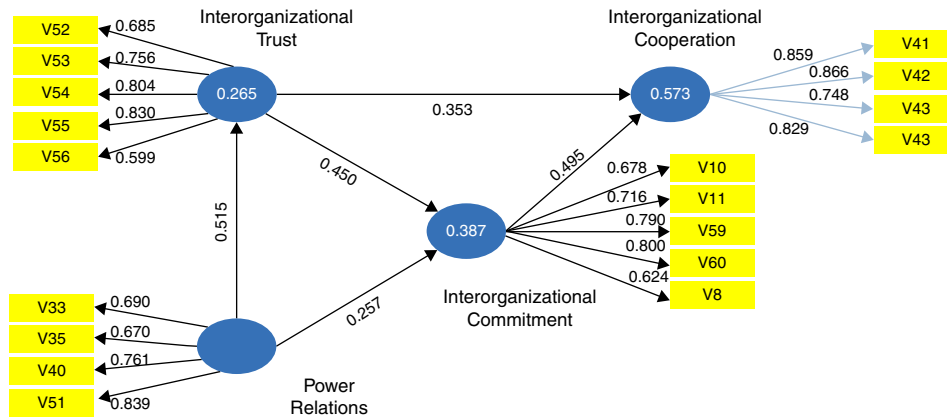 Interorganizational
Trust
Interorganizational
Cooperation
V52
0.685
V53
0.756
V54
0.804
V55
0.830
V56
0.599
0.265
0.353
0.573
0.859
V41
0.866
V42
0.748
V43
0.829
V43
0.450
0.495
0.515
0.387
0.678
V10
0.716
V11
0.790
V59
0.800
V60
0.624
V8
Interorganizational
Commitment
0.257
V33
0.690
V35
0.670
V40
0.761
V51
0.839
Power
Relations